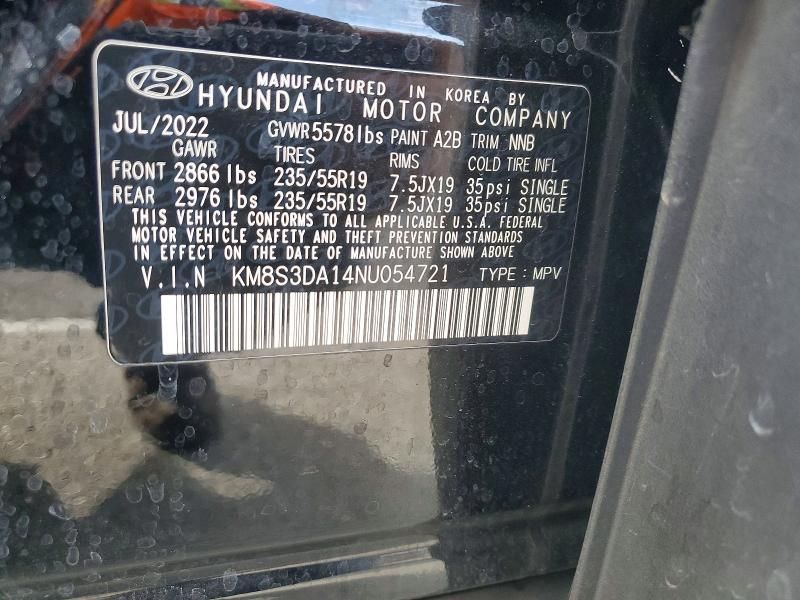 MANUFACTURED IN KOREA BY
HYUNDAI MOTOR COMPANY
JUL/2022 GVWR 5578 lbs PAINT A2B TRIM NNB
GAWR TIRES RIMS COLD TIRE INFL
FRONT 2866 lbs 235/55R19 7.5JX19 35psi SINGLE
REAR 2976 lbs 235/55R19 7.5JX19 35psi SINGLE
THIS VEHICLE CONFORMS TO ALL APPLICABLE U.S.A. FEDERAL
MOTOR VEHICLE SAFETY AND THEFT PREVENTION STANDARDS
IN EFFECT ON THE DATE OF MANUFACTURE SHOWN ABOVE
V.I.N KM8S3DA14NU054721 TYPE : MPV